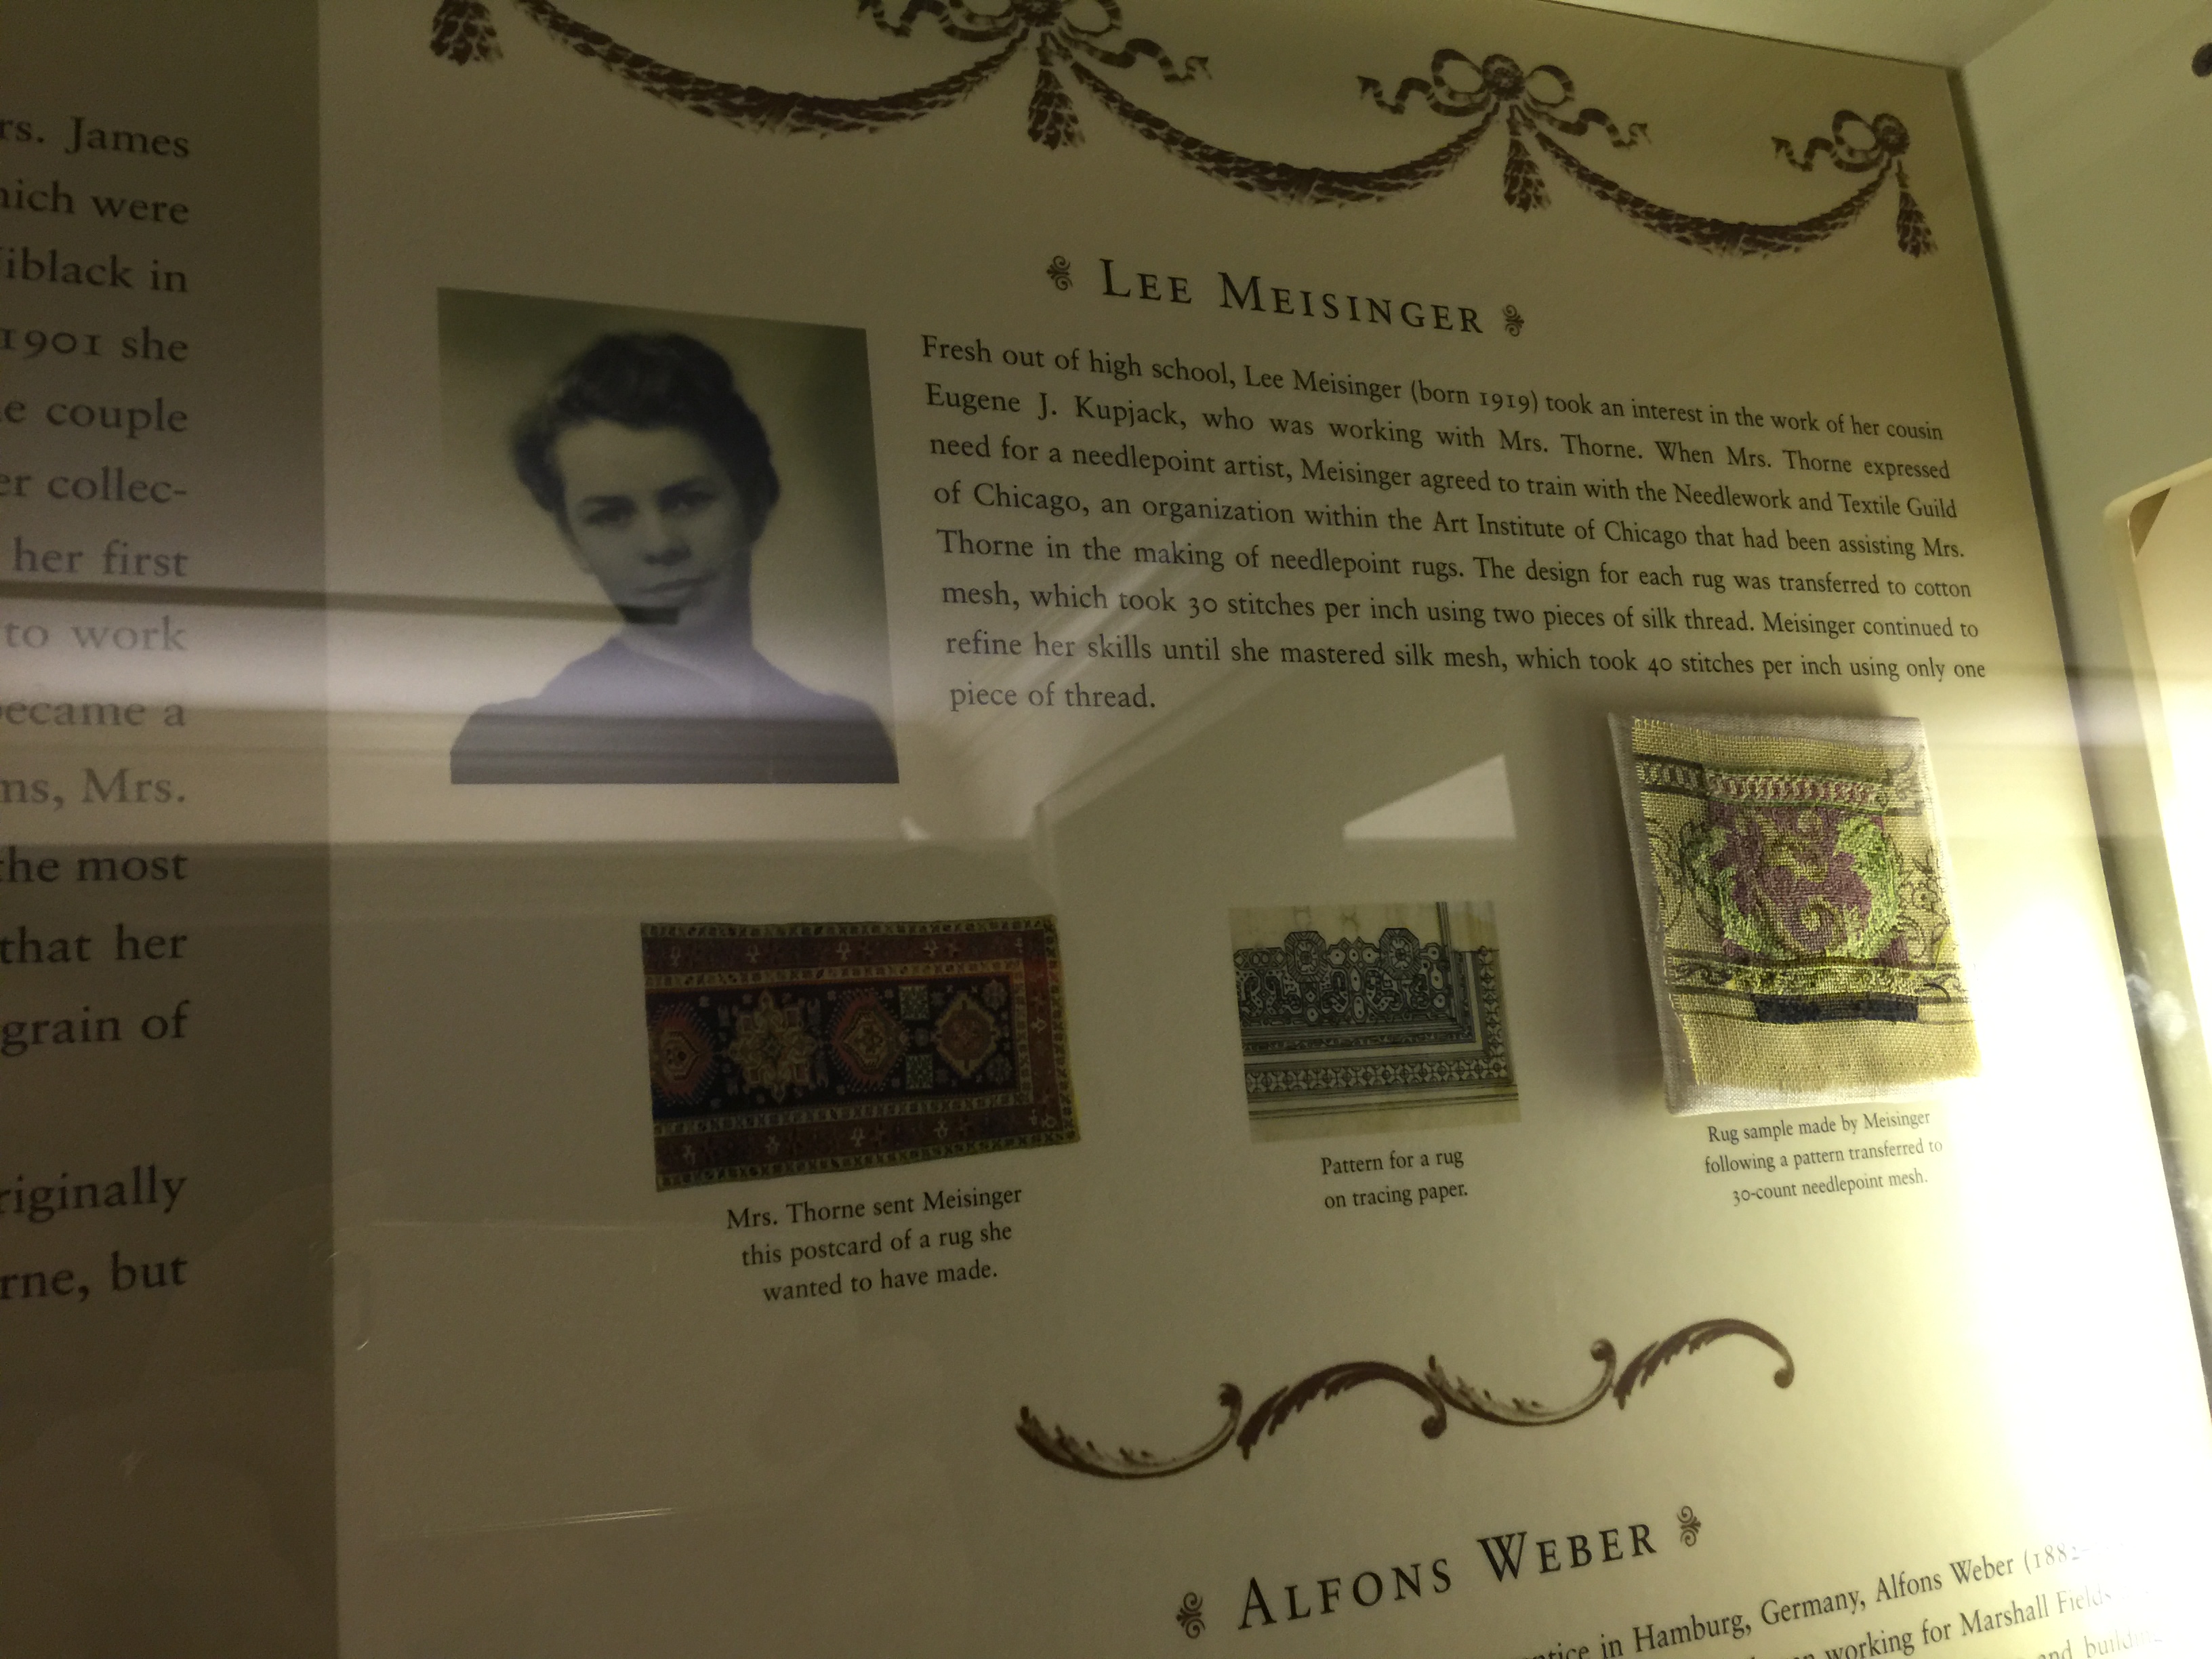 James
were
in
1901 she
couple
collec-
her first
to work
a
Mrs.
most
that her
grain of
but
LEE MEISINGER
Fresh out of high school, Lee Meisinger (born 1919) took an interest in the work of her cousin
Eugene J. Kupjack, who was working with Mrs. Thorne. When Mrs. Thorne expressed
need for a needlepoint artist, Meisinger agreed to train with the Needlework and Textile Guild
of Chicago, an organization within the Art Institute of Chicago that had been assisting Mrs.
Thorne in the making of needlepoint rugs. The design for each rug was transferred to cotton
mesh, which took 30 stitches per inch using two pieces of silk thread. Meisinger continued to
refine her skills until she mastered silk mesh, which took 40 stitches per inch using only one
piece of thread.
Mrs. Thorne sent Meisinger
this postcard of a rug she
wanted to have made.
Pattern for a rug
on tracing paper.
Rug sample made by Meisinger
following a pattern transferred to
30-count needlepoint mesh.
ALFONS WEBER
in Hamburg, Germany, Alfons Weber (1882-
working for Marshall Fields
and